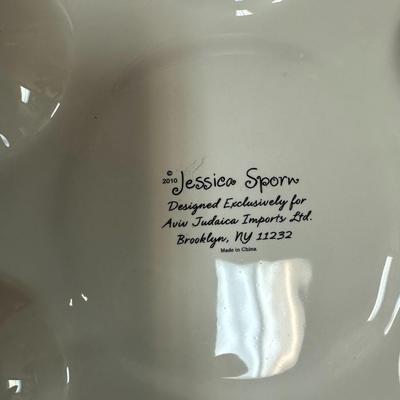 © 2010 Jessica Sporn
Designed Exclusively for
Aviv Judaica Imports Ltd.
Brooklyn, NY 11232
Made in China